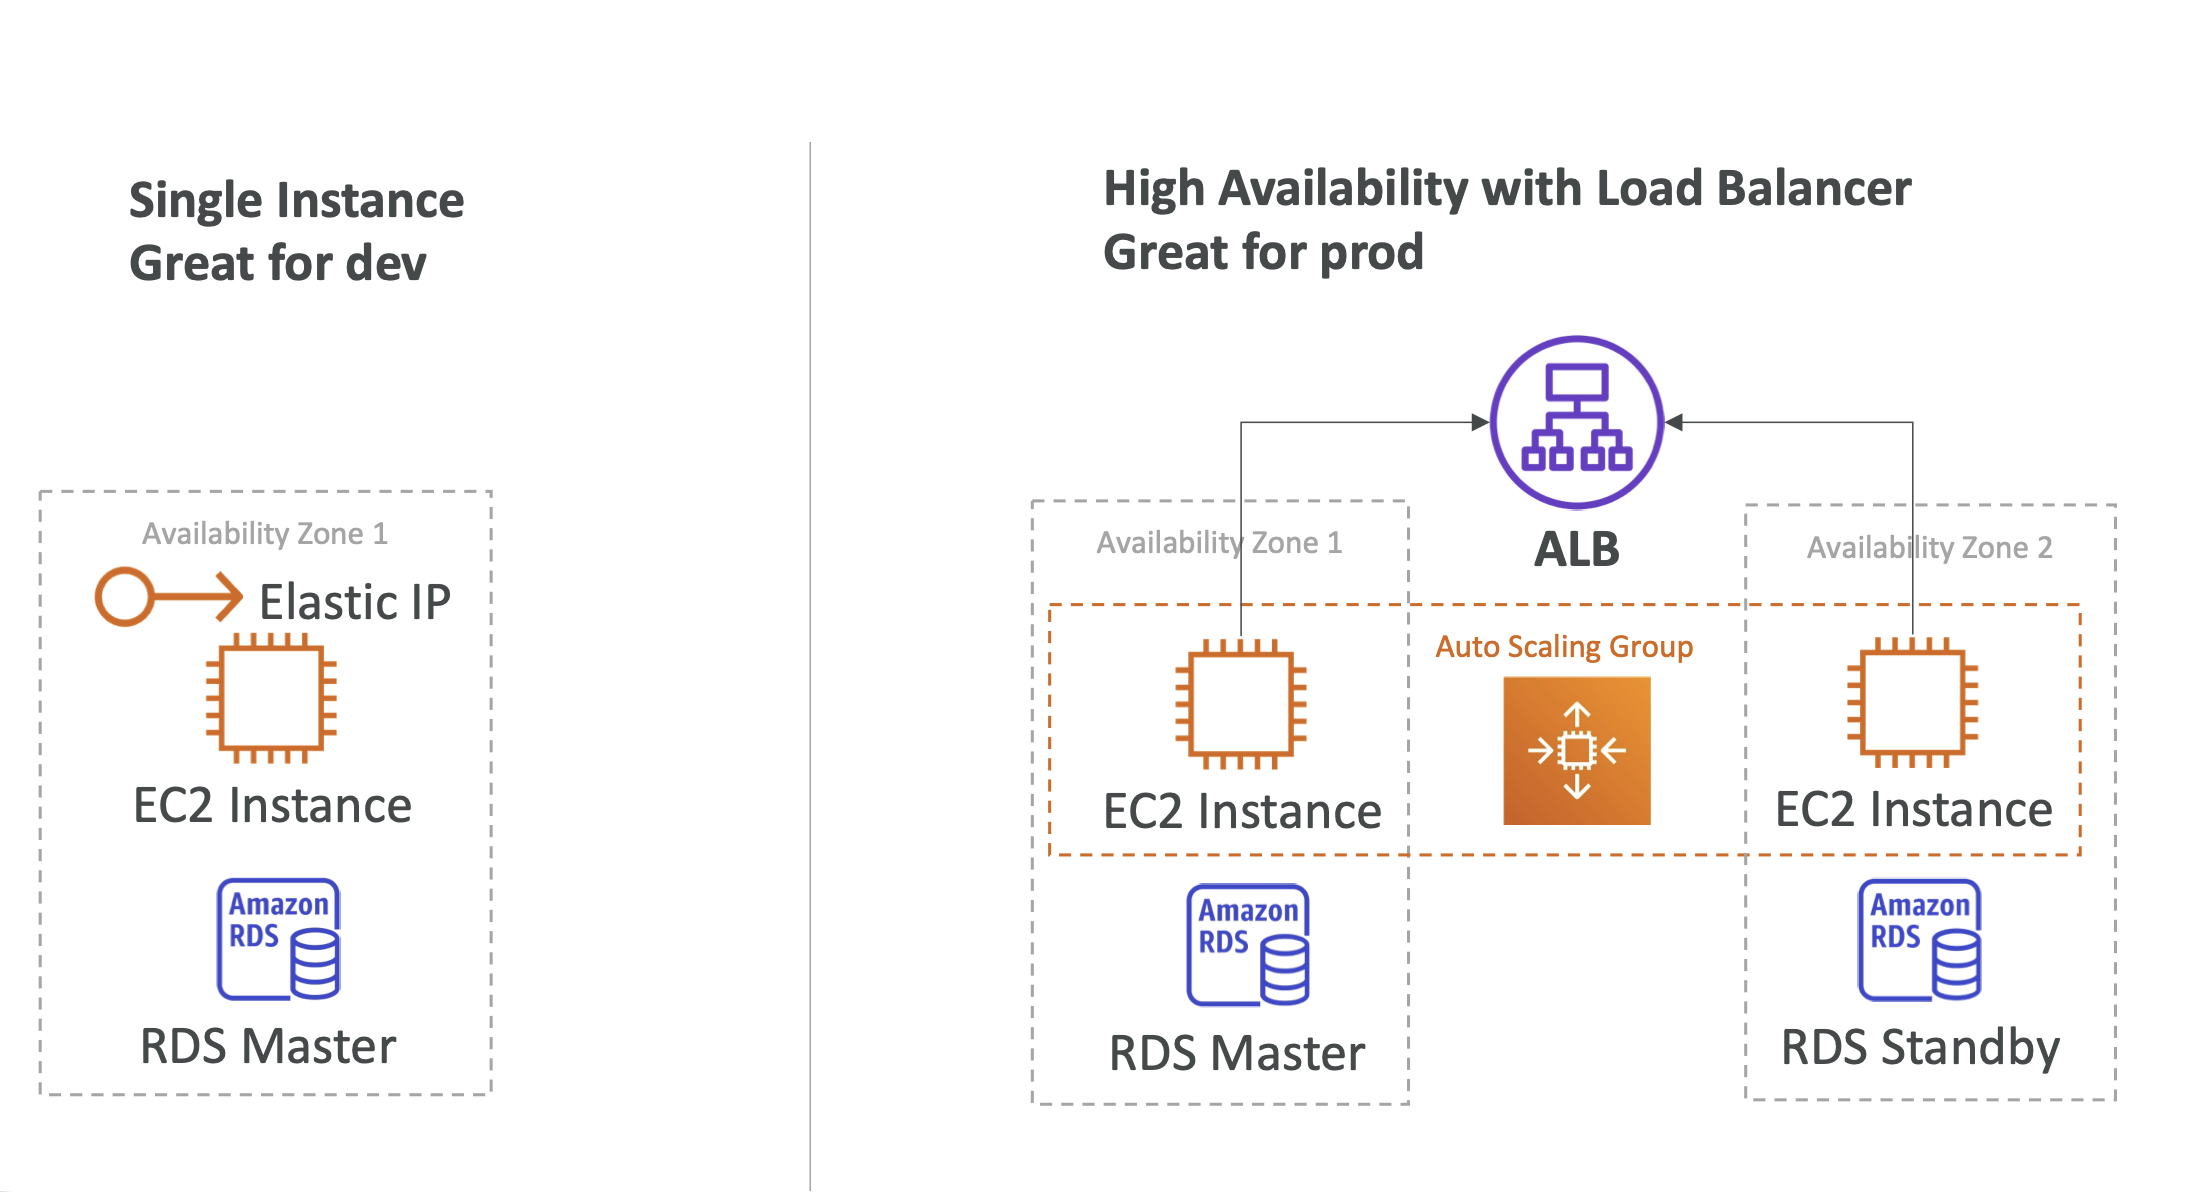 Single Instance
Great for dev
Availability Zone 1
Elastic IP
EC2 Instance
Amazon
RDS
RDS Master
High Availability with Load Balancer
Great for prod
ALB
Availability Zone 1
Availability Zone 2
Auto Scaling Group
EC2 Instance
EC2 Instance
Amazon
RDS
RDS Master
Amazon
RDS
RDS Standby